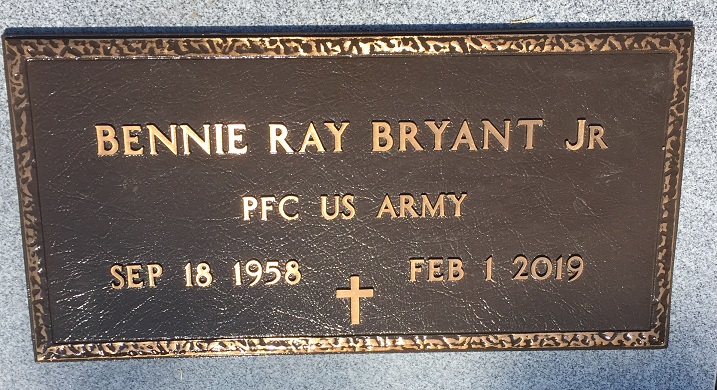 BENNIE RAY BRYANT JR
PFC US ARMY
SEP 18 1958 FEB 1 2019